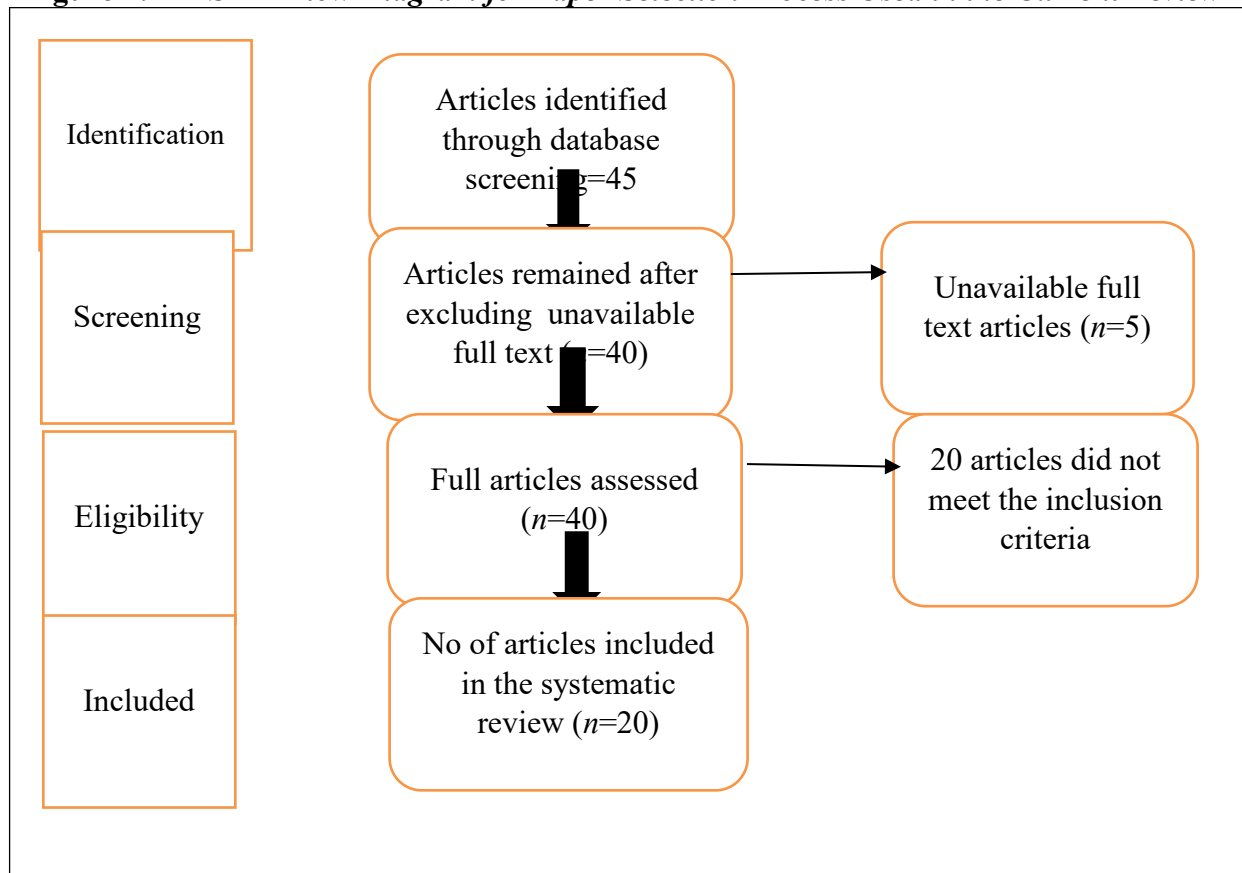 Identification
Articles identified
through database
screening=45
Screening
Articles remained after
excluding unavailable
full text (n=40)
Unavailable full
text articles (n=5)
Eligibility
Full articles assessed
(n=40)
20 articles did not
meet the inclusion
criteria
Included
No of articles included
in the systematic
review (n=20)